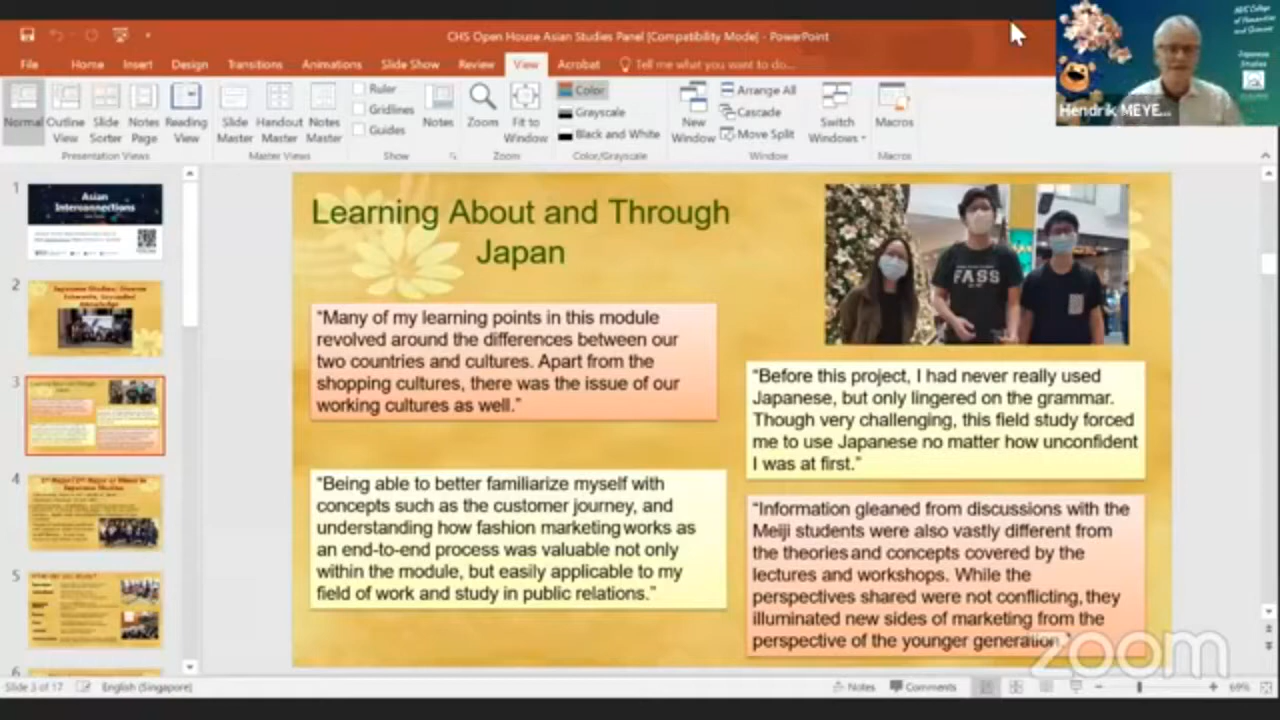 CHS Open House Asian Studies Panel [Compatibility Mode] - PowerPoint
File Home Insert Design Transitions Animations Slide Show Review View Acrobat Tell me what you want to do...
Normal Outline View Slide Sorter Notes Page Reading View
Presentation Views
Slide Master Handout Master Notes Master
Master Views
Ruler
Gridlines
Guides
Show
Notes
Zoom Fit to Window
Zoom
Color
Grayscale
Black and White
Color/Grayscale
New Window
Arrange All
Cascade
Move Split
Switch Windows
Window
Macros
Macros
Hendrik MEYE...
1
Asian
Interconnections
2
Japanese Studies: Diverse
3
4
5
6
Learning About and Through
Japan
FASS
“Many of my learning points in this module
revolved around the differences between our
two countries and cultures. Apart from the
shopping cultures, there was the issue of our
working cultures as well.”
“Before this project, I had never really used
Japanese, but only lingered on the grammar.
Though very challenging, this field study forced
me to use Japanese no matter how unconfident
I was at first.”
“Being able to better familiarize myself with
concepts such as the customer journey, and
understanding how fashion marketing works as
an end-to-end process was valuable not only
within the module, but easily applicable to my
field of work and study in public relations.”
“Information gleaned from discussions with the
Meiji students were also vastly different from
the theories and concepts covered by the
lectures and workshops. While the
perspectives shared were not conflicting, they
illuminated new sides of marketing from the
perspective of the younger generation.”
zoom
Slide 3 of 17 English (Singapore) Notes Comments 69%